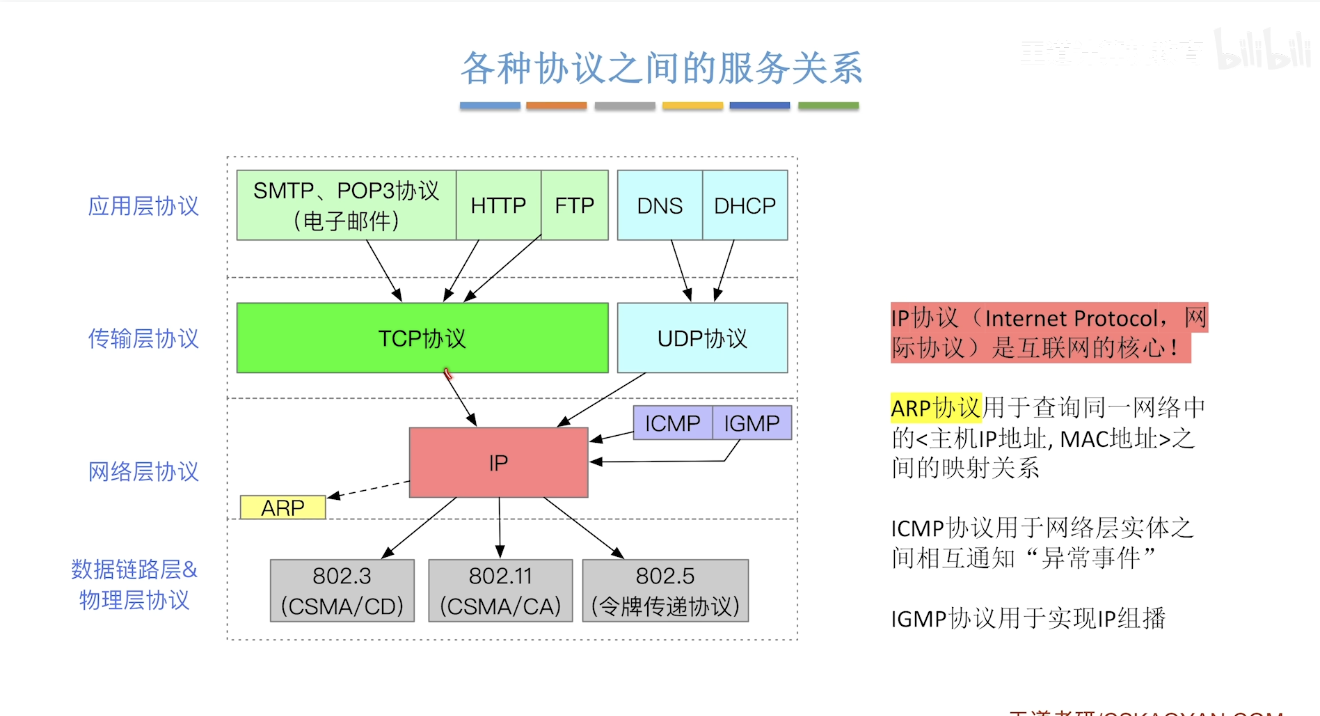 bilibili
各种协议之间的服务关系
应用层协议
SMTP、POP3协议
（电子邮件）
HTTP
FTP
DNS
DHCP
传输层协议
TCP协议
UDP协议
网络层协议
ICMP
IGMP
IP
ARP
数据链路层&
物理层协议
802.3
(CSMA/CD)
802.11
(CSMA/CA)
802.5
(令牌传递协议)
IP协议（Internet Protocol，网
际协议）是互联网的核心！
ARP协议用于查询同一网络中
的<主机IP地址, MAC地址>之
间的映射关系
ICMP协议用于网络层实体之
间相互通知“异常事件”
IGMP协议用于实现IP组播
王道考研/CSKAOYAN.COM